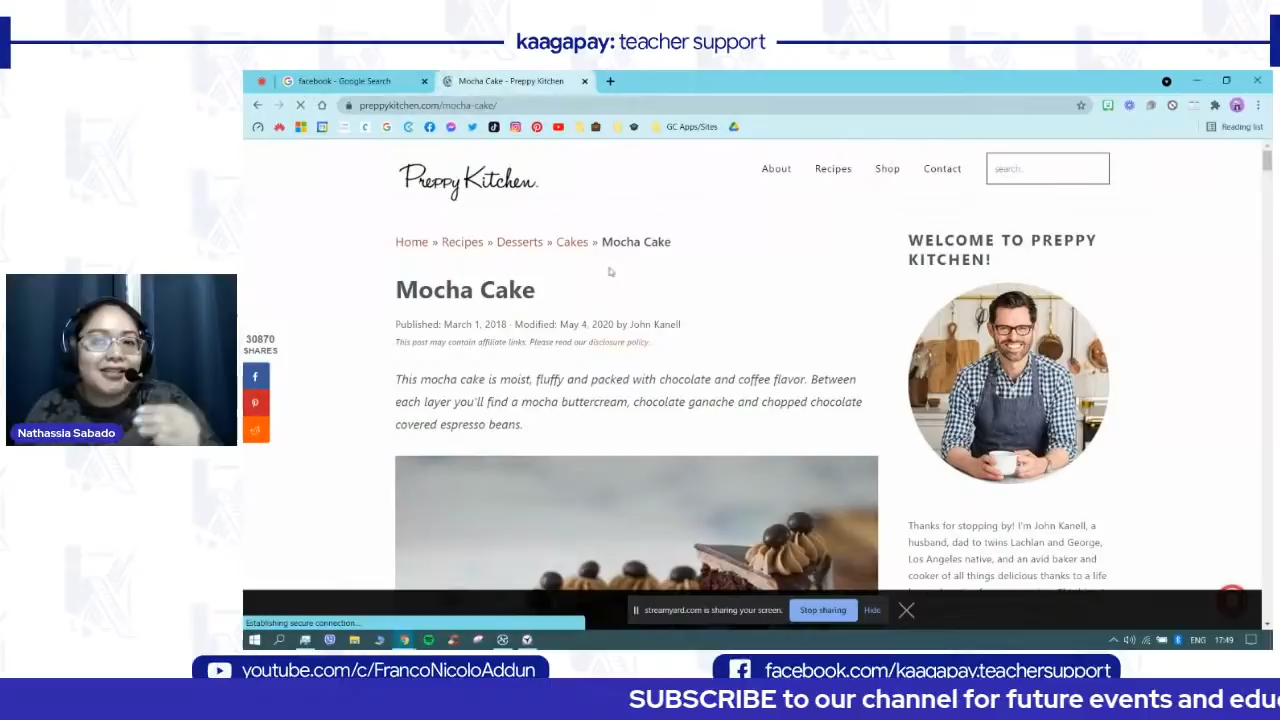 kaagapay: teacher support
facebook - Google Search
Mocha Cake - Preppy Kitchen
preppykitchen.com/mocha-cake/
GC Apps/Sites
Reading list
Preppy Kitchen.
About
Recipes
Shop
Contact
search..
Home » Recipes » Desserts » Cakes » Mocha Cake
WELCOME TO PREPPY
KITCHEN!
Mocha Cake
Published: March 1, 2018 · Modified: May 4, 2020 by John Kanell
This post may contain affiliate links. Please read our disclosure policy.
30870
SHARES
This mocha cake is moist, fluffy and packed with chocolate and coffee flavor. Between
each layer you'll find a mocha buttercream, chocolate ganache and chopped chocolate
covered espresso beans.
Nathassia Sabado
Thanks for stopping by! I'm John Kanell, a
husband, dad to twins Lachlan and George,
Los Angeles native, and an avid baker and
cooker of all things delicious thanks to a life
streamyard.com is sharing your screen.
Stop sharing
Hide
Establishing secure connection...
ENG
17:49
youtube.com/c/FrancoNicoloAddun
facebook.com/kaagapay.teachersupport
SUBSCRIBE to our channel for future events and edu